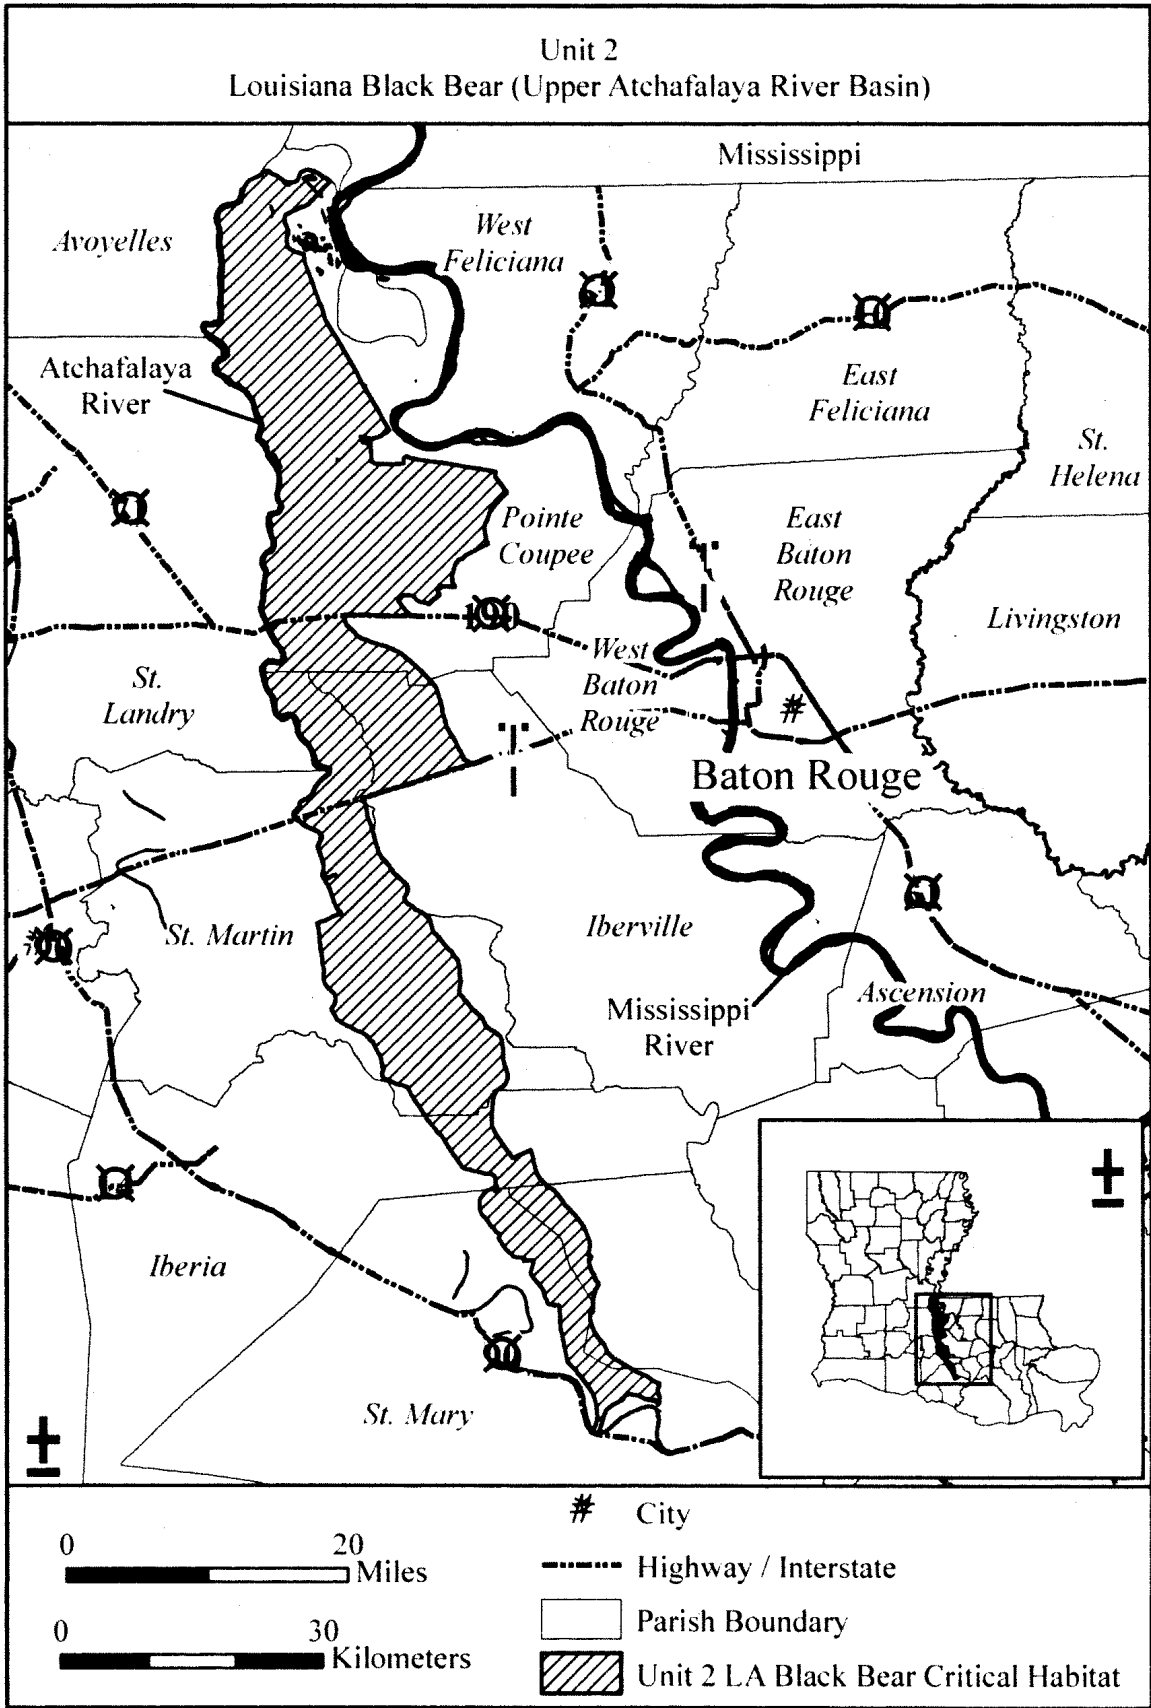 Unit 2
Louisiana Black Bear (Upper Atchafalaya River Basin)
Mississippi
Avoyelles
West
Feliciana
Atchafalaya
River
East
Feliciana
St.
Helena
71
Pointe
Coupee
East
Baton
Rouge
190
Livingston
West
Baton
Rouge
St.
Landry
#
Baton Rouge
St. Martin
Iberville
Mississippi
River
Ascension
Iberia
90
St. Mary
# City
0 20
Miles
Highway / Interstate
Parish Boundary
0 30
Kilometers
Unit 2 LA Black Bear Critical Habitat